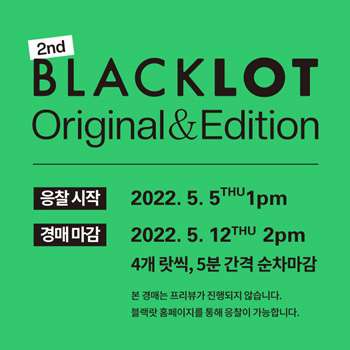 2nd
BLACKLOT
Original&Edition
응찰 시작 2022. 5. 5THU 1pm
경매 마감 2022. 5. 12THU 2pm
4개 랏씩, 5분 간격 순차마감
본 경매는 프리뷰가 진행되지 않습니다.
블랙랏 홈페이지를 통해 응찰이 가능합니다.